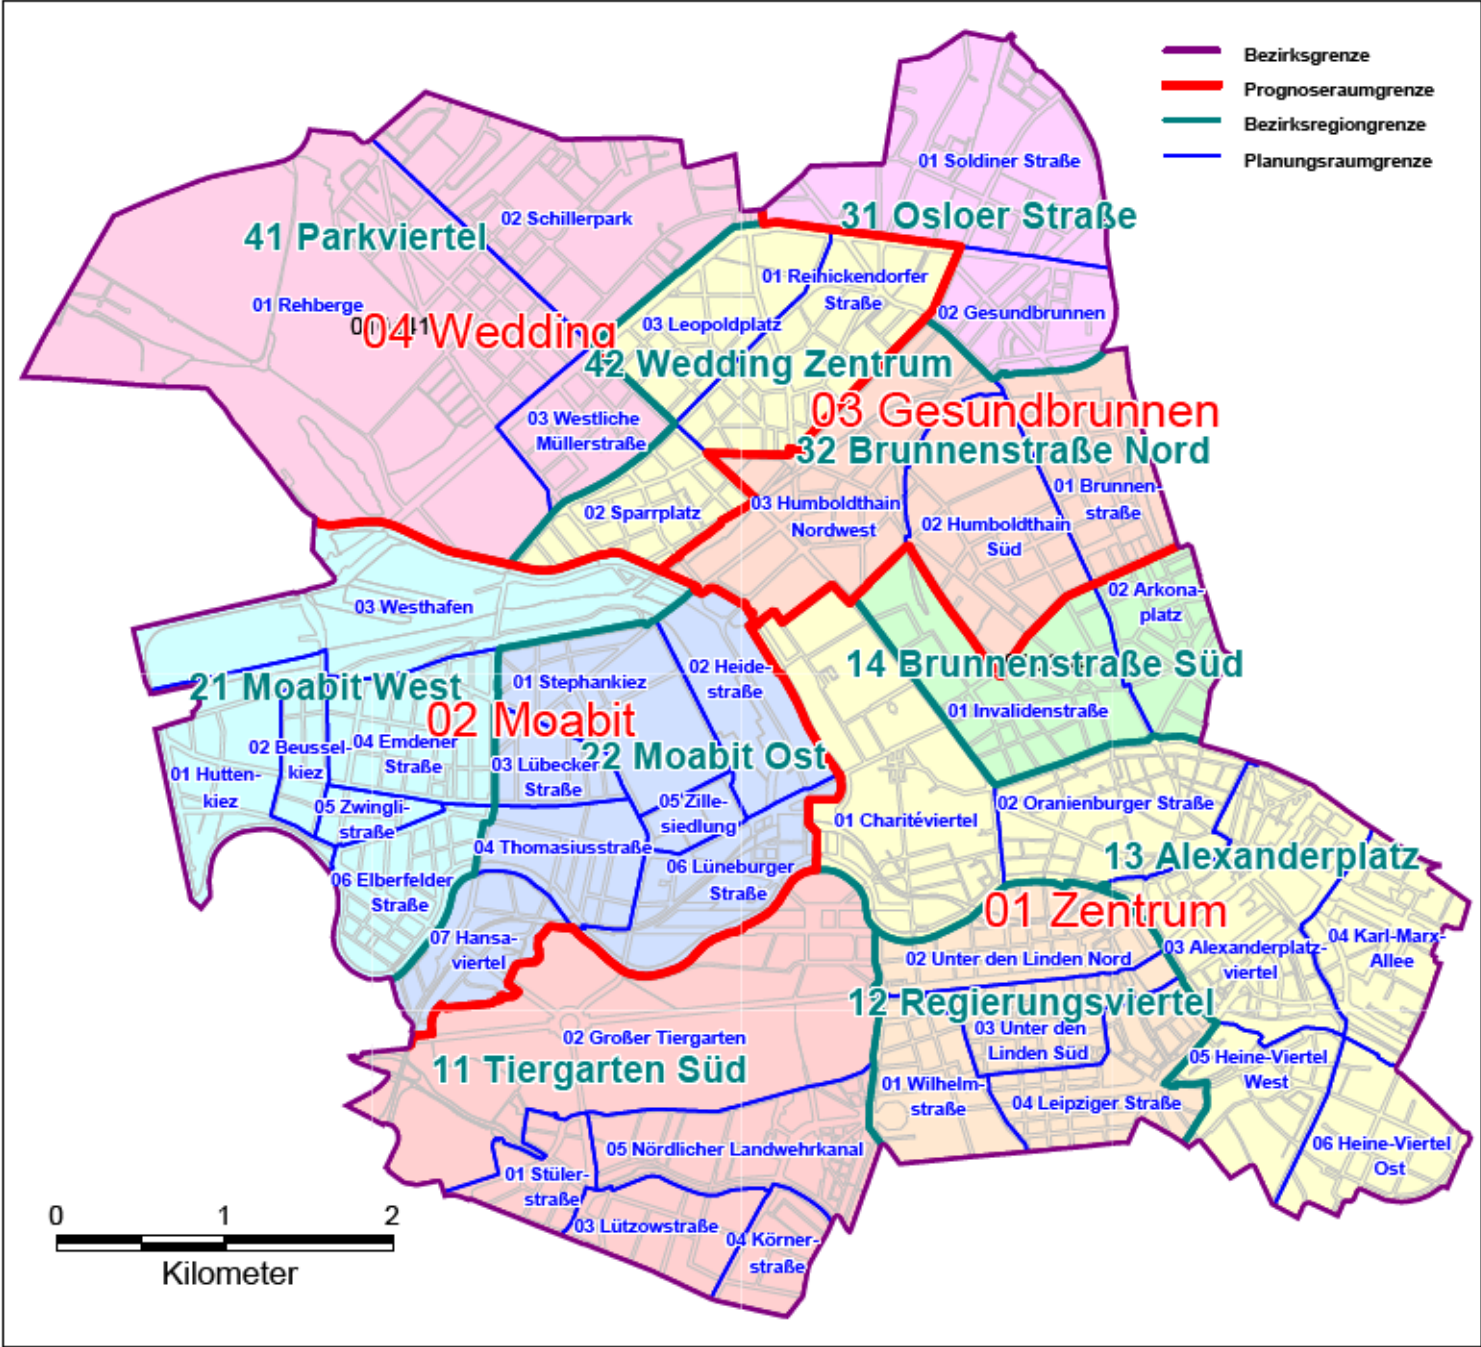 Bezirksgrenze
Prognoseraumgrenze
Bezirksregiongrenze
Planungsraumgrenze
01 Soldiner Straße
31 Osloer Straße
02 Schillerpark
41 Parkviertel
01 Rehberge
04 Wedding
01 Reihickendorfer
Straße
02 Gesundbrunnen
03 Leopoldplatz
42 Wedding Zentrum
03 Gesundbrunnen
03 Westliche
Müllerstraße
32 Brunnenstraße Nord
02 Sparrplatz
03 Humboldthain
Nordwest
02 Humboldthain
Süd
01 Brunnen-
straße
03 Westhafen
02 Arkona-
platz
14 Brunnenstraße Süd
01 Invalidenstraße
21 Moabit West
02 Moabit
01 Stephankiez
02 Heide-
straße
22 Moabit Ost
01 Hutten-
kiez
02 Beussel-
kiez
04 Emdener
Straße
03 Lübecker
Straße
05 Zwingli-
straße
05 Zille-
siedlung
04 Thomasiusstraße
06 Lüneburger
Straße
06 Elberfelder
Straße
07 Hansa-
viertel
01 Charitéviertel
02 Oranienburger Straße
13 Alexanderplatz
01 Zentrum
03 Alexanderplatz-
viertel
04 Karl-Marx-
Allee
02 Unter den Linden Nord
12 Regierungsviertel
03 Unter den
Linden Süd
01 Wilhelm-
straße
04 Leipziger Straße
05 Heine-Viertel
West
06 Heine-Viertel
Ost
02 Großer Tiergarten
11 Tiergarten Süd
05 Nördlicher Landwehrkanal
01 Stüler-
straße
03 Lützowstraße
04 Körner-
straße
0 1 2
Kilometer